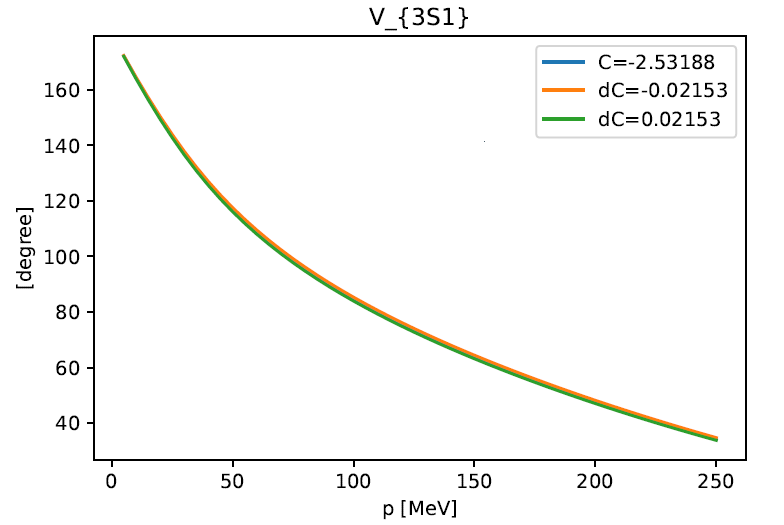 V_{3S1}
C=-2.53188
dC=-0.02153
dC=0.02153
160
140
120
100
80
60
40
[degree]
0 50 100 150 200 250
p [MeV]